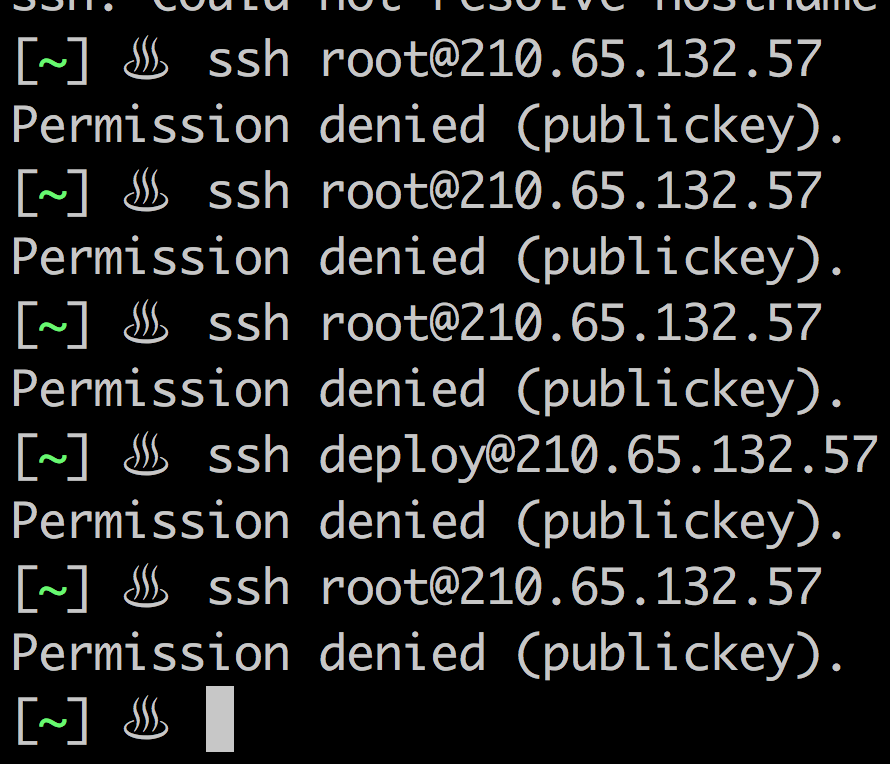 ssh: Could not resolve hostname
[~] ♨ ssh root@210.65.132.57
Permission denied (publickey).
[~] ♨ ssh root@210.65.132.57
Permission denied (publickey).
[~] ♨ ssh root@210.65.132.57
Permission denied (publickey).
[~] ♨ ssh deploy@210.65.132.57
Permission denied (publickey).
[~] ♨ ssh root@210.65.132.57
Permission denied (publickey).
[~] ♨